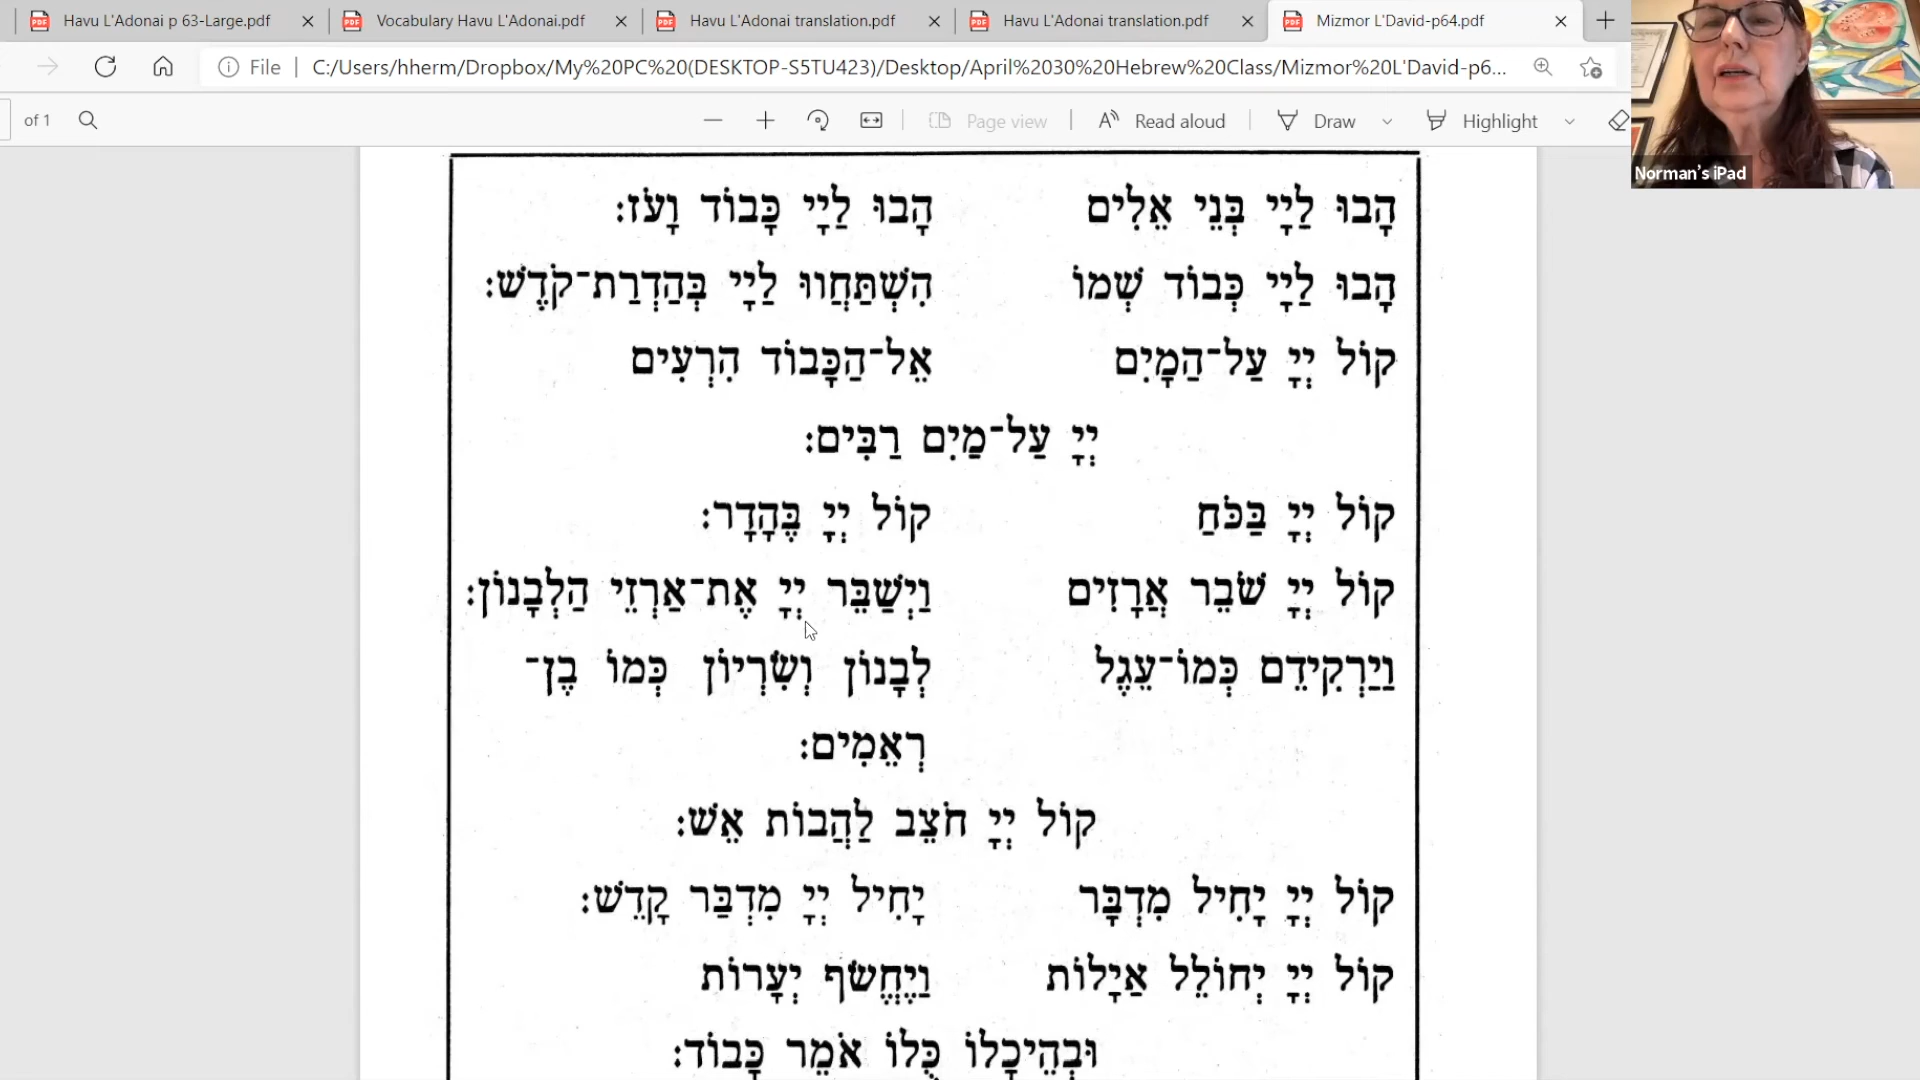 Havu L'Adonai p 63-Large.pdf Vocabulary Havu L'Adonai.pdf Havu L'Adonai translation.pdf Havu L'Adonai translation.pdf Mizmor L'David-p64.pdf
File C:/Users/hherm/Dropbox/My%20PC%20(DESKTOP-S5TU423)/Desktop/April%2030%20Hebrew%20Class/Mizmor%20L'David-p6...
of 1 Page view Read aloud Draw Highlight
Norman's iPad
הָבוּ לַייָ בְּנֵי אֵלִים הָבוּ לַייָ כָּבוֹד וָעֹז:
הָבוּ לַייָ כְּבוֹד שְׁמוֹ הִשְׁתַּחֲווּ לַייָ בְּהַדְרַת־קֹדֶשׁ:
קוֹל יְיָ עַל־הַמָּיִם אֵל־הַכָּבוֹד הִרְעִים
יְיָ עַל־מַיִם רַבִּים:
קוֹל יְיָ בַּכֹּחַ קוֹל יְיָ בֶּהָדָר:
קוֹל יְיָ שֹׁבֵר אֲרָזִים וַיְשַׁבֵּר יְיָ אֶת־אַרְזֵי הַלְּבָנוֹן:
וַיַּרְקִידֵם כְּמוֹ־עֵגֶל לְבָנוֹן וְשִׂרְיוֹן כְּמוֹ בֶן־
רְאֵמִים:
קוֹל יְיָ חֹצֵב לַהֲבוֹת אֵשׁ:
קוֹל יְיָ יָחִיל מִדְבָּר יָחִיל יְיָ מִדְבַּר קָדֵשׁ:
קוֹל יְיָ יְחוֹלֵל אַיָּלוֹת וַיֶּחֱשֹׂף יְעָרוֹת
וּבְהֵיכָלוֹ כֻּלּוֹ אֹמֵר כָּבוֹד: